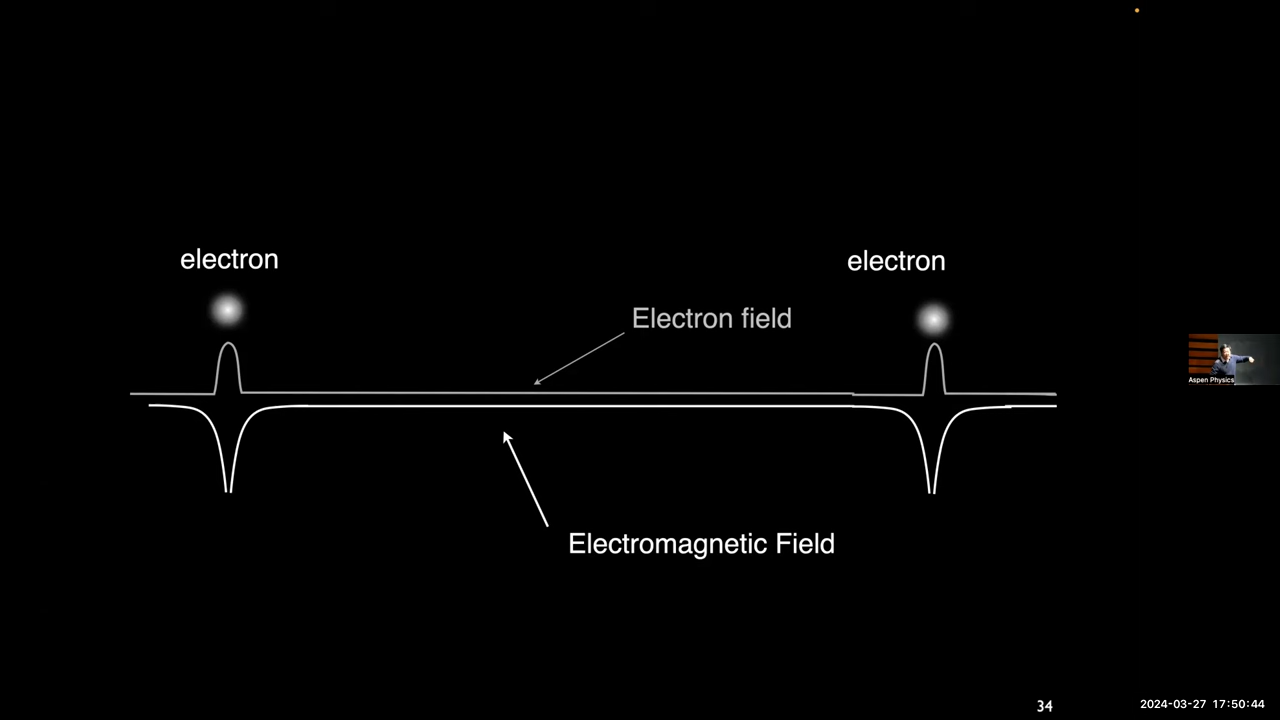 electron
electron
Electron field
Aspen Physics
Electromagnetic Field
34
2024-03-27 17:50:44